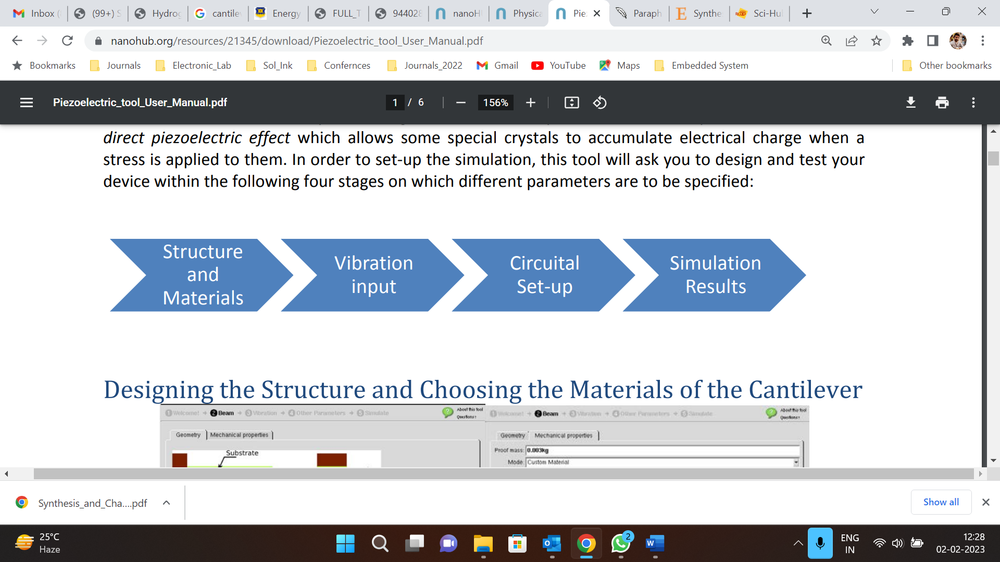 Inbox (
(99+) S
Hydrog
cantilev
Energy
FULL_T
944028
nanoH
Physica
Pie
Paraph
Synthe
Sci-Hu
nanohub.org/resources/21345/download/Piezoelectric_tool_User_Manual.pdf
Bookmarks
Journals
Electronic_Lab
Sol_Ink
Confernces
Journals_2022
Gmail
YouTube
Maps
Embedded System
Other bookmarks
Piezoelectric_tool_User_Manual.pdf
1 / 6
156%
direct piezoelectric effect which allows some special crystals to accumulate electrical charge when a
stress is applied to them. In order to set-up the simulation, this tool will ask you to design and test your
device within the following four stages on which different parameters are to be specified:
Structure
and
Materials
Vibration
input
Circuital
Set-up
Simulation
Results
Designing the Structure and Choosing the Materials of the Cantilever
1 Welcome! → 2 Beam → 3 Vibration → 4 Other Parameters → 5 Simulate
About this tool
Questions?
Geometry
Mechanical properties
Substrate
1 Welcome! → 2 Beam → 3 Vibration → 4 Other Parameters → 5 Simulate
About this tool
Questions?
Geometry
Mechanical properties
Proof mass: 0.003kg
Mode: Custom Material
Synthesis_and_Cha....pdf
Show all
25°C
Haze
2
ENG
IN
12:28
02-02-2023